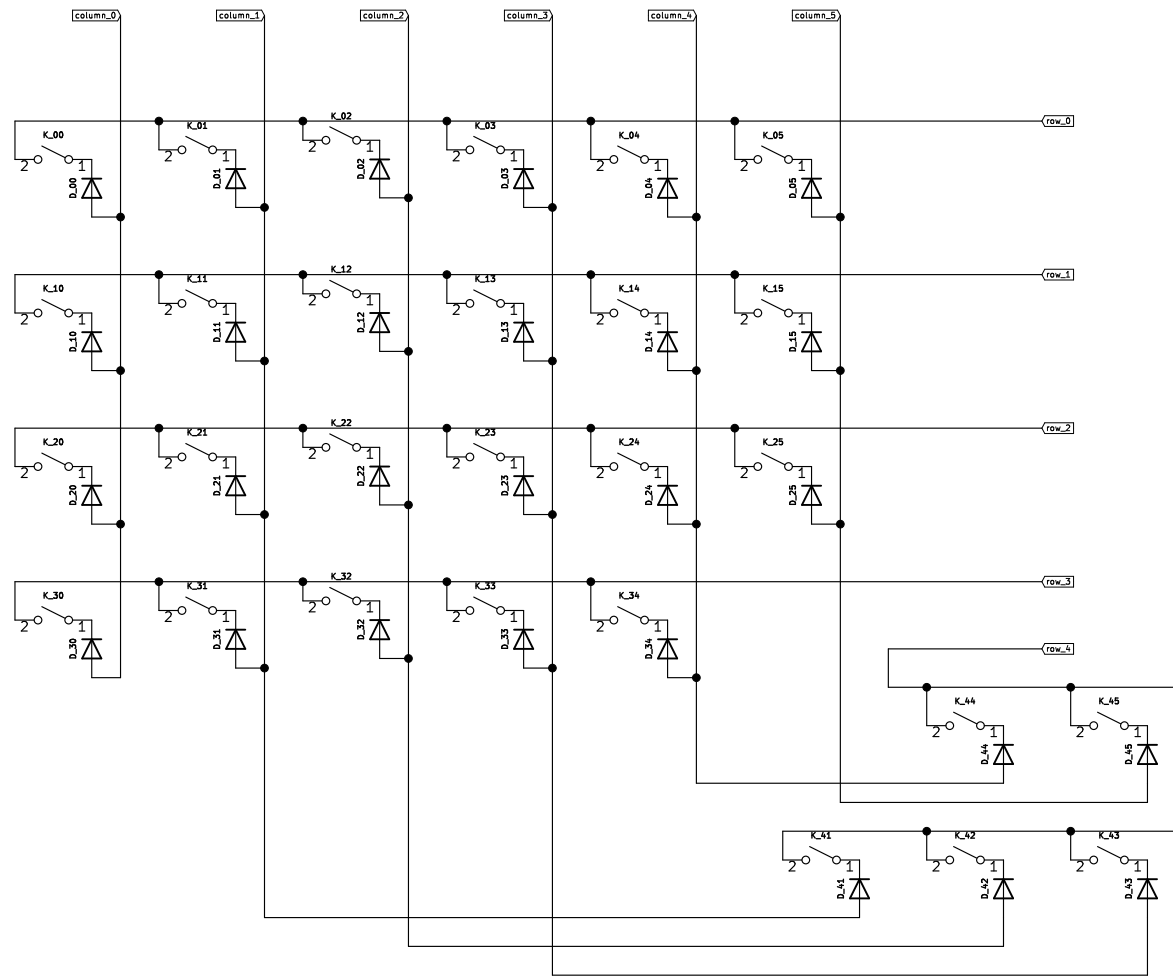 column_0 column_1 column_2 column_3 column_4 column_5
row_0
K_00 K_01 K_02 K_03 K_04 K_05
2 1 2 1 2 1 2 1 2 1 2 1
D_00 D_01 D_02 D_03 D_04 D_05
row_1
K_10 K_11 K_12 K_13 K_14 K_15
2 1 2 1 2 1 2 1 2 1 2 1
D_10 D_11 D_12 D_13 D_14 D_15
row_2
K_20 K_21 K_22 K_23 K_24 K_25
2 1 2 1 2 1 2 1 2 1 2 1
D_20 D_21 D_22 D_23 D_24 D_25
row_3
K_30 K_31 K_32 K_33 K_34
2 1 2 1 2 1 2 1 2 1
D_30 D_31 D_32 D_33 D_34
row_4
K_44 K_45
2 1 2 1
D_44 D_45
K_41 K_42 K_43
2 1 2 1 2 1
D_41 D_42 D_43